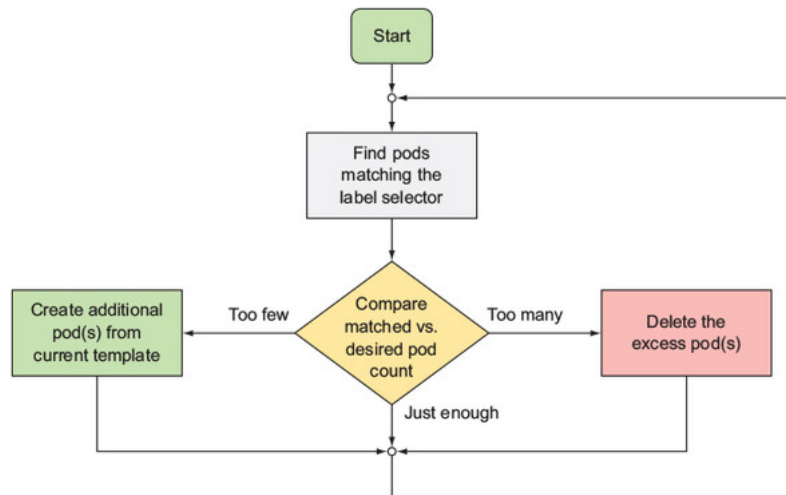 Start
Find pods
matching the
label selector
Too few
Compare
matched vs.
desired pod
count
Too many
Create additional
pod(s) from
current template
Delete the
excess pod(s)
Just enough